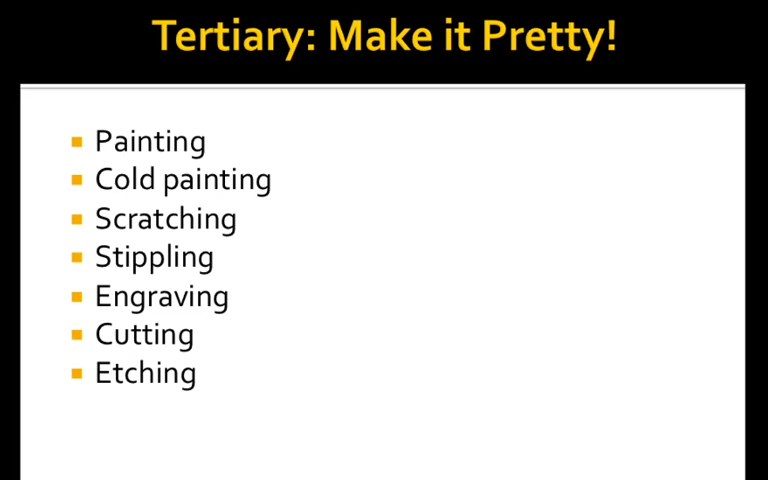 Tertiary: Make it Pretty!
Painting
Cold painting
Scratching
Stippling
Engraving
Cutting
Etching